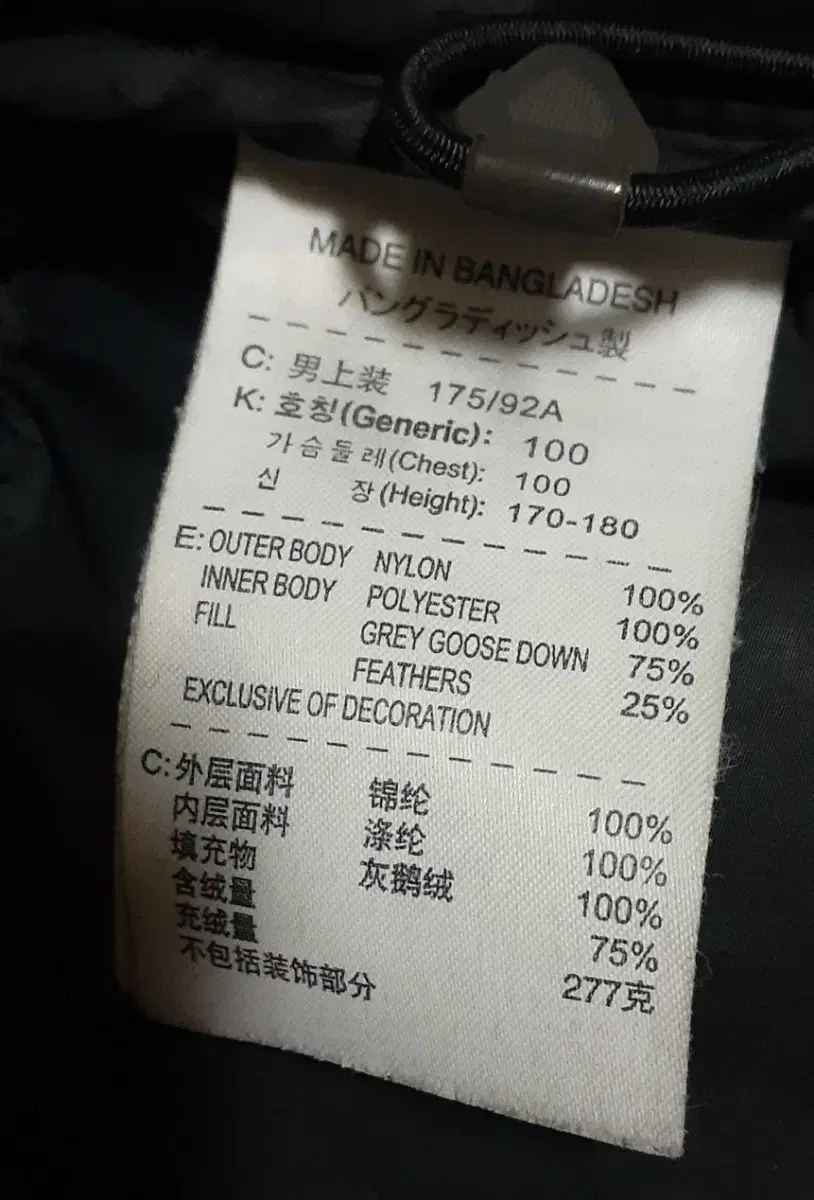 MADE IN BANGLADESH
バングラディッシュ製
C: 男上装 175/92A
K: 호칭(Generic): 100
가슴둘레(Chest): 100
신 장(Height): 170-180
E: OUTER BODY NYLON 100%
INNER BODY POLYESTER 100%
FILL GREY GOOSE DOWN 75%
FEATHERS 25%
EXCLUSIVE OF DECORATION
C: 外层面料 锦纶 100%
内层面料 涤纶 100%
填充物 灰鹅绒 100%
含绒量 75%
充绒量 277克
不包括装饰部分